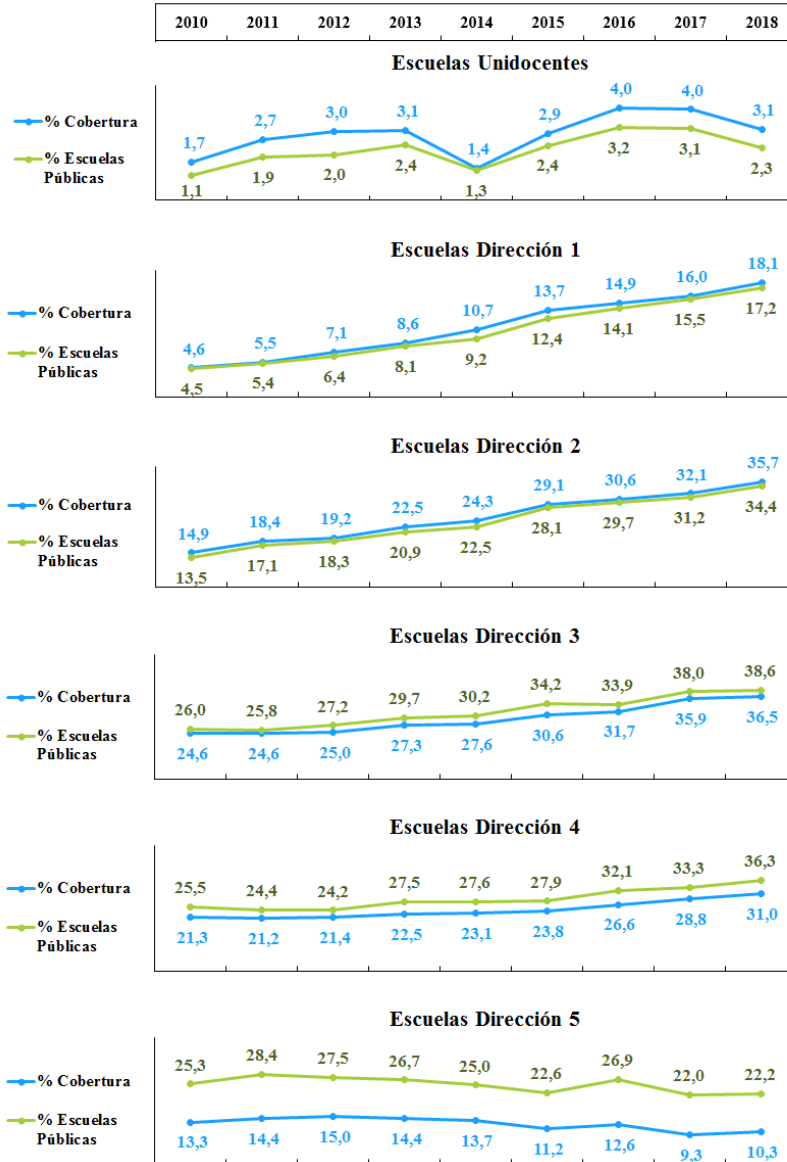 2010 2011 2012 2013 2014 2015 2016 2017 2018
Escuelas Unidocentes
% Cobertura
% Escuelas
Públicas
1,7 2,7 3,0 3,1 1,4 2,9 4,0 4,0 3,1
1,1 1,9 2,0 2,4 1,3 2,4 3,2 3,1 2,3
Escuelas Dirección 1
% Cobertura
% Escuelas
Públicas
4,6 5,5 7,1 8,6 10,7 13,7 14,9 16,0 18,1
4,5 5,4 6,4 8,1 9,2 12,4 14,1 15,5 17,2
Escuelas Dirección 2
% Cobertura
% Escuelas
Públicas
14,9 18,4 19,2 22,5 24,3 29,1 30,6 32,1 35,7
13,5 17,1 18,3 20,9 22,5 28,1 29,7 31,2 34,4
Escuelas Dirección 3
% Cobertura
% Escuelas
Públicas
26,0 25,8 27,2 29,7 30,2 34,2 33,9 38,0 38,6
24,6 24,6 25,0 27,3 27,6 30,6 31,7 35,9 36,5
Escuelas Dirección 4
% Cobertura
% Escuelas
Públicas
25,5 24,4 24,2 27,5 27,6 27,9 32,1 33,3 36,3
21,3 21,2 21,4 22,5 23,1 23,8 26,6 28,8 31,0
Escuelas Dirección 5
% Cobertura
% Escuelas
Públicas
25,3 28,4 27,5 26,7 25,0 22,6 26,9 22,0 22,2
13,3 14,4 15,0 14,4 13,7 11,2 12,6 9,3 10,3